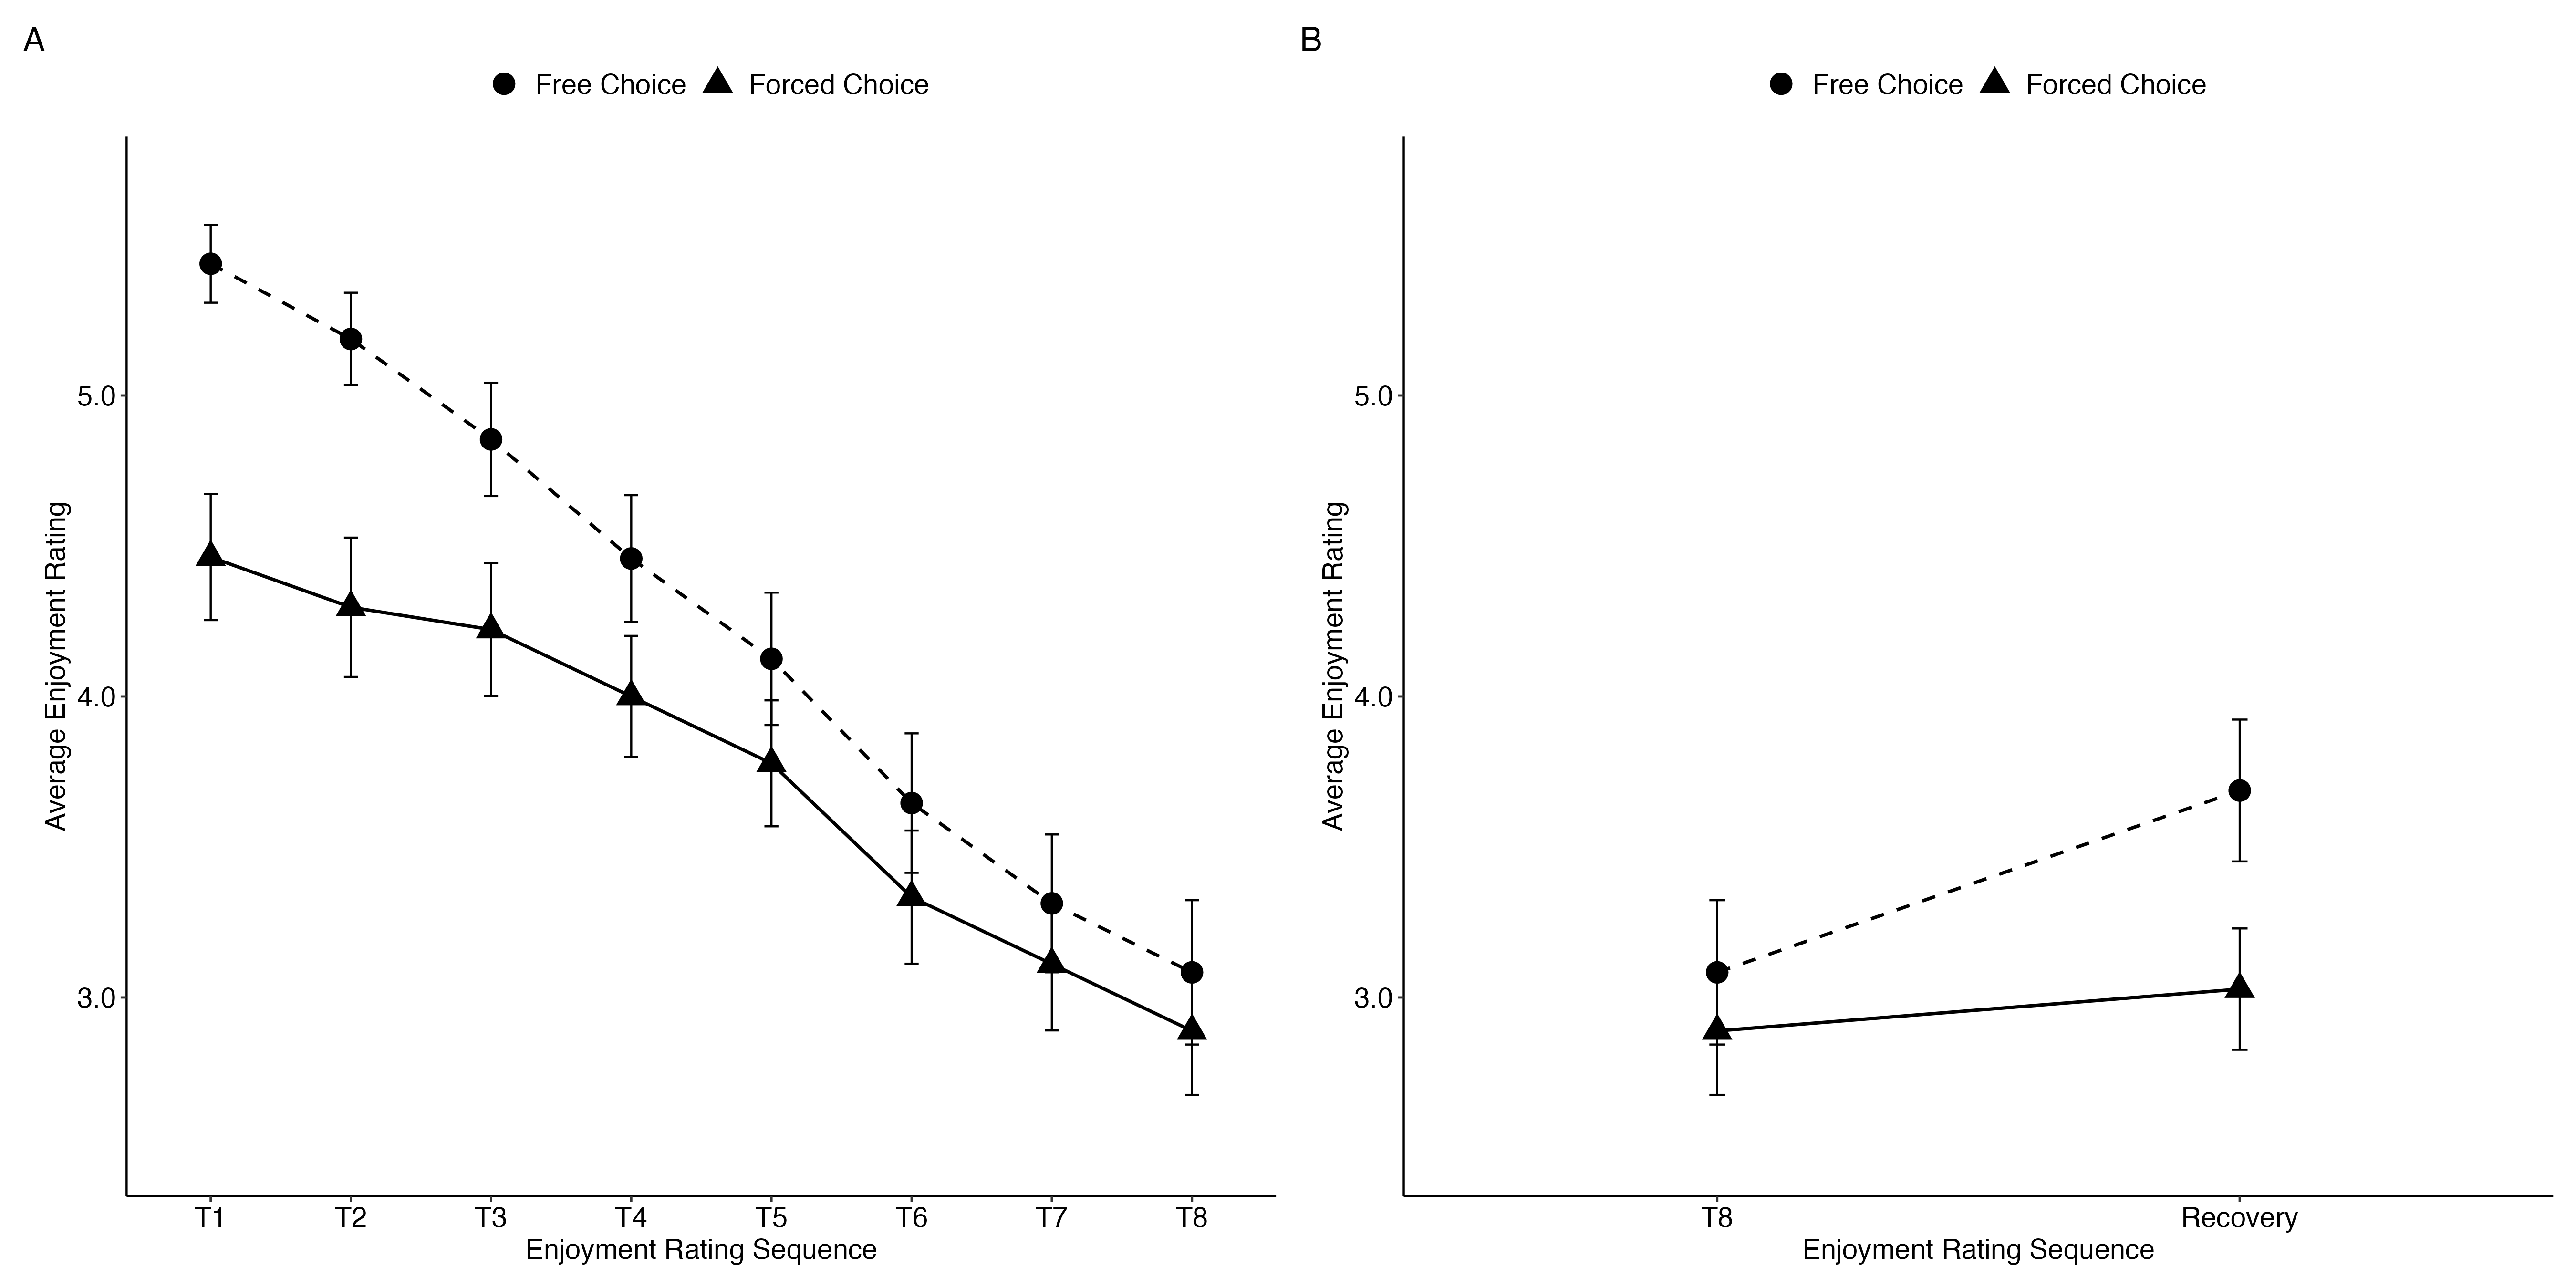 A
Free Choice Forced Choice
5.0
4.0
3.0
Average Enjoyment Rating
T1 T2 T3 T4 T5 T6 T7 T8
Enjoyment Rating Sequence
B
Free Choice Forced Choice
5.0
4.0
3.0
Average Enjoyment Rating
T8 Recovery
Enjoyment Rating Sequence